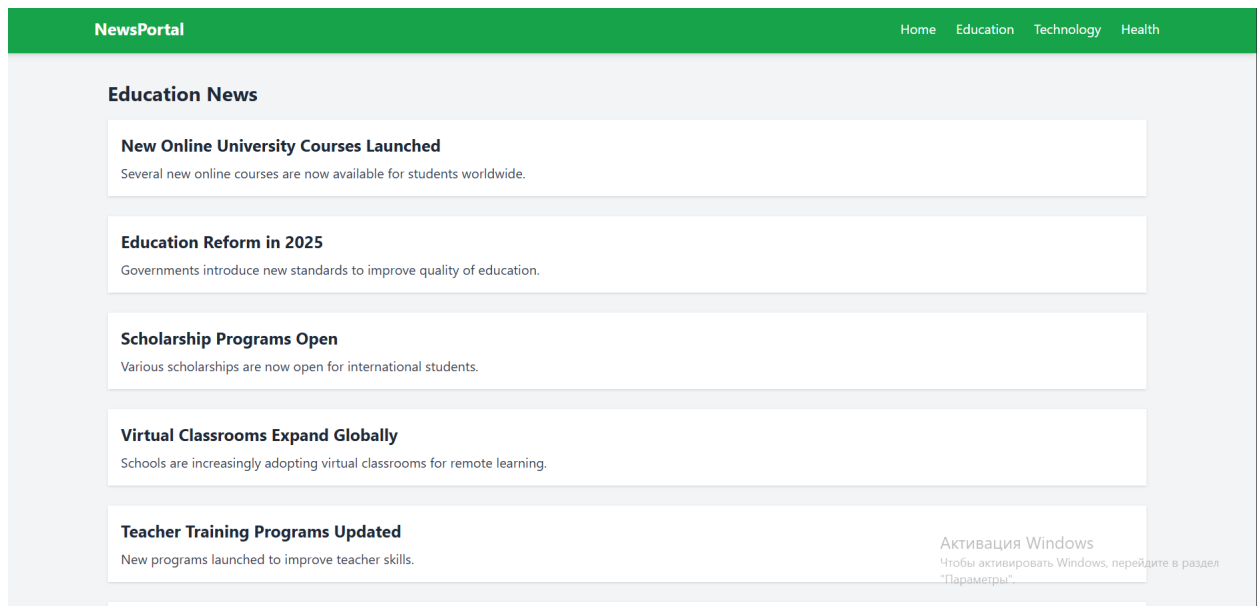 NewsPortal
Home Education Technology Health
Education News
New Online University Courses Launched
Several new online courses are now available for students worldwide.
Education Reform in 2025
Governments introduce new standards to improve quality of education.
Scholarship Programs Open
Various scholarships are now open for international students.
Virtual Classrooms Expand Globally
Schools are increasingly adopting virtual classrooms for remote learning.
Teacher Training Programs Updated
New programs launched to improve teacher skills.
Активация Windows
Чтобы активировать Windows, перейдите в раздел
"Параметры".